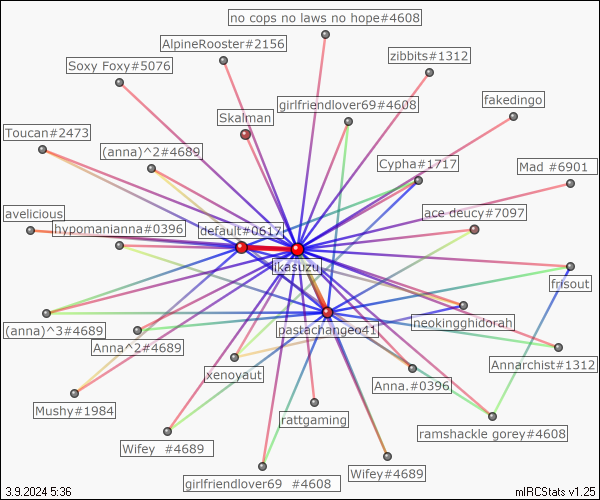 no cops no laws no hope#4608
AlpineRooster#2156
zibbits#1312
Soxy Foxy#5076
girlfriendlover69#4608
fakedingo
Skalman
Toucan#2473
(anna)^2#4689
Cypha#1717
Mad #6901
avelicious
ace deucy#7097
hypomanianna#0396
default#0617
ikasuzu
frisout
(anna)^3#4689
pastachangeo41
neokingghidorah
Anna^2#4689
xenoyaut
Annarchist#1312
Anna.#0396
Mushy#1984
rattgaming
ramshackle gorey#4608
Wifey #4689
Wifey#4689
girlfriendlover69 #4608
3.9.2024 5:36
mIRCStats v1.25